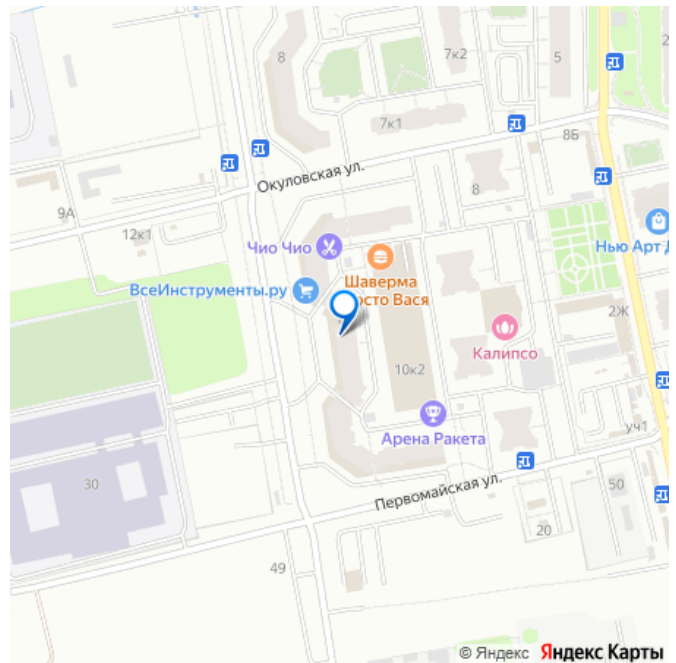 8
7к2
5
2
7к1
8Б
Окуловская ул.
8
9А
12к1
Чио Чио
Нью Арт Д
Шаверма
осто Вася
ВсеИнструменты.ру
2Ж
Калипсо
10к2
Арена Ракета
уч1
30
Первомайская ул.
50
20
49
© Яндекс Яндекс Карты